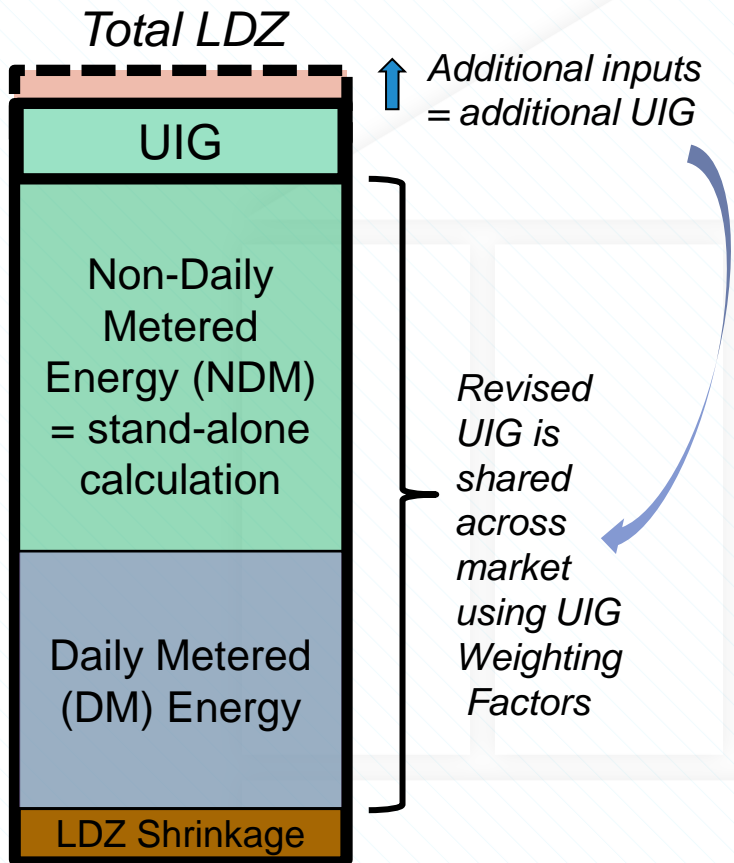 Total LDZ
Additional inputs
= additional UIG
UIG
Non-Daily
Metered
Energy (NDM)
= stand-alone
calculation
Revised
UIG is
shared
across
market
using UIG
Weighting
Factors
Daily Metered
(DM) Energy
LDZ Shrinkage